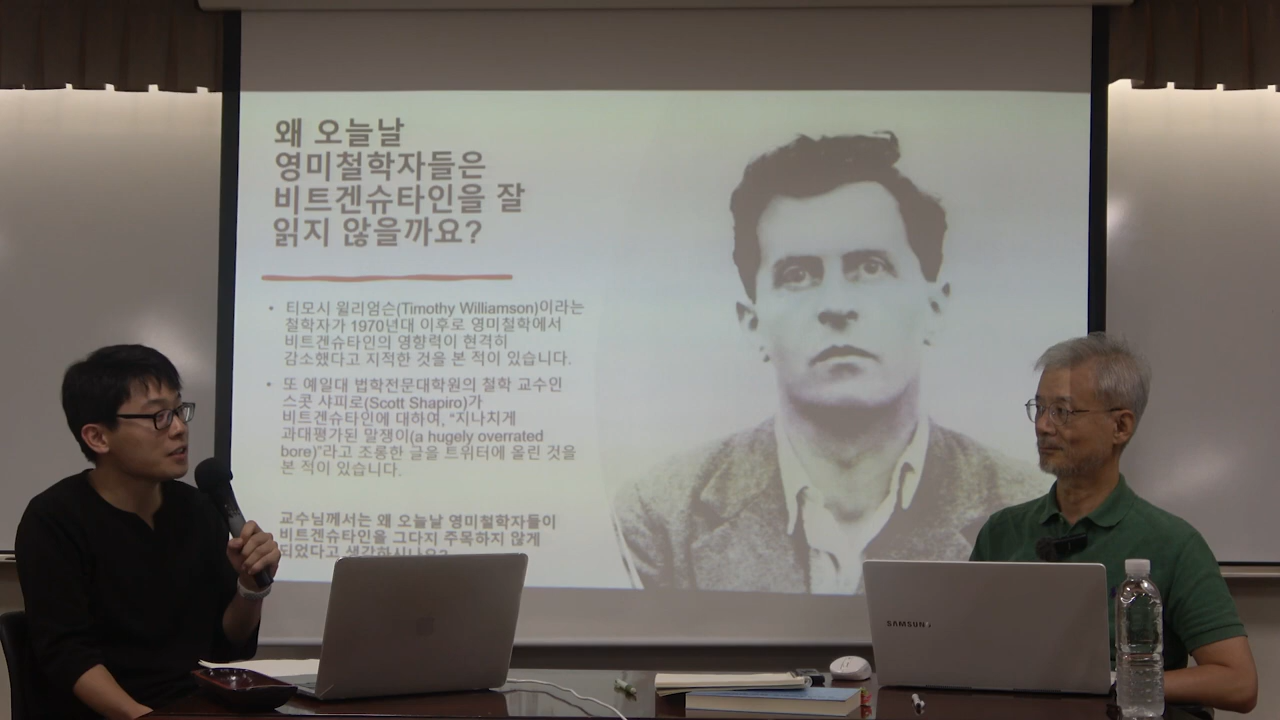 왜 오늘날
영미철학자들은
비트겐슈타인을 잘
읽지 않을까요?
• 티모시 윌리엄슨(Timothy Williamson)이라는
철학자가 1970년대 이후로 영미철학에서
비트겐슈타인의 영향력이 현격히
감소했다고 지적한 것을 본 적이 있습니다.
• 또 예일대 법학전문대학원의 철학 교수인
스콧 샤피로(Scott Shapiro)가
비트겐슈타인에 대하여, “지나치게
과대평가된 말쟁이(a hugely overrated
bore)”라고 조롱한 글을 트위터에 올린 것을
본 적이 있습니다.
교수님께서는 왜 오늘날 영미철학자들이
비트겐슈타인을 그다지 주목하지 않게
되었다고 생각하시나요?
SAMSUNG